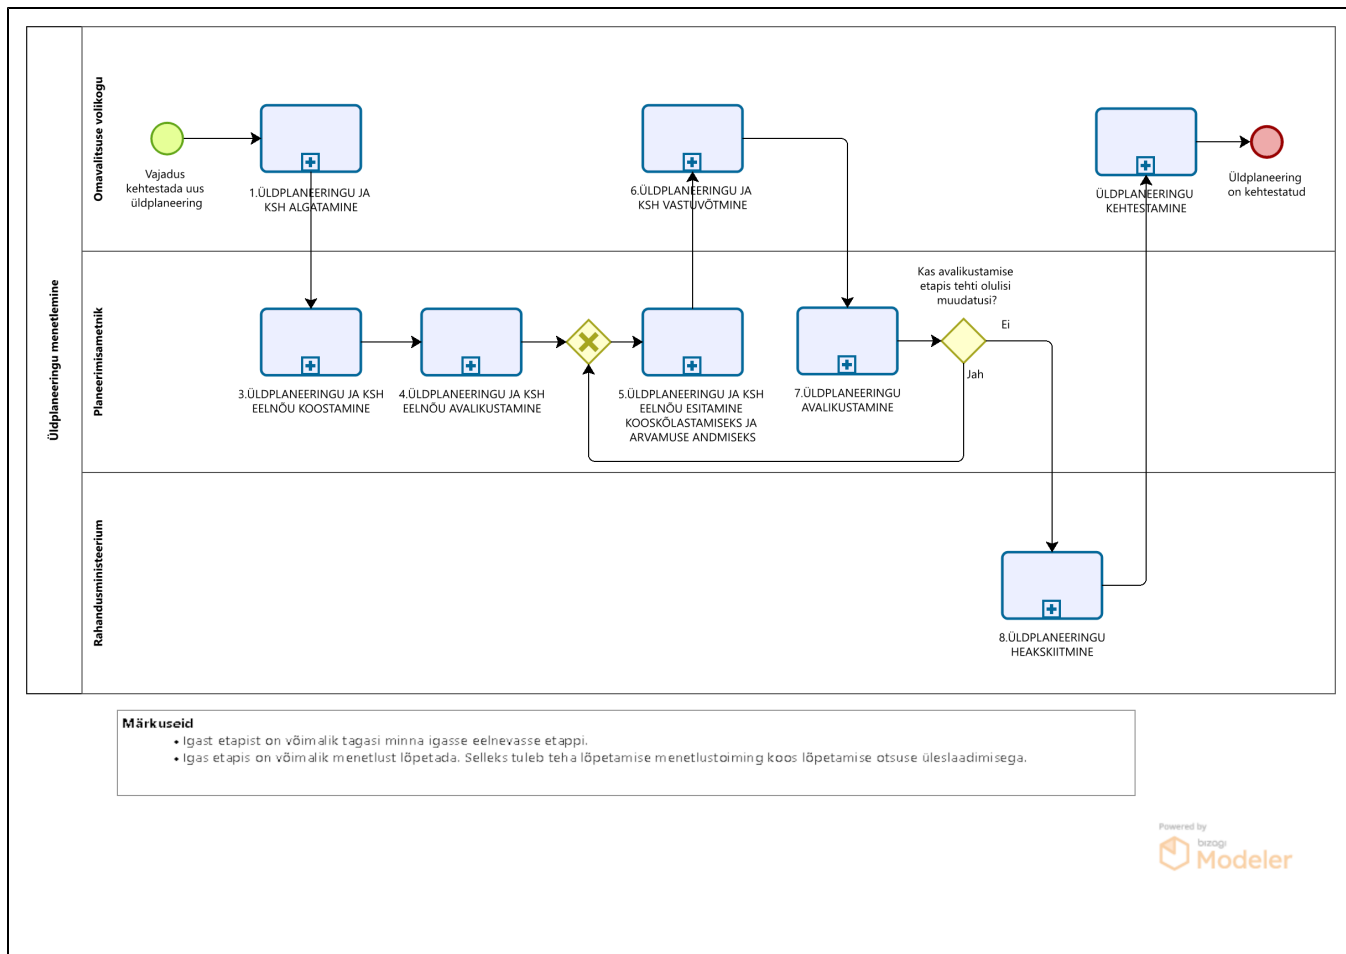 Üldplaneeringu menetlemine
Omavalitsuse volikogu
Vajadus
kehtestada uus
üldplaneering
1.ÜLDPLANEERINGU JA
KSH ALGATAMINE
6.ÜLDPLANEERINGU JA
KSH VASTUVÕTMINE
ÜLDPLANEERINGU
KEHTESTAMINE
Üldplaneering
on kehtestatud
Planeerimisametnik
3.ÜLDPLANEERINGU JA KSH
EELNÕU KOOSTAMINE
4.ÜLDPLANEERINGU JA KSH
EELNÕU AVALIKUSTAMINE
5.ÜLDPLANEERINGU JA KSH
EELNÕU ESITAMINE
KOOSKÕLASTAMISEKS JA
ARVAMUSE ANDMISEKS
7.ÜLDPLANEERINGU
AVALIKUSTAMINE
Kas avalikustamise
etapis tehti olulisi
muudatusi?
Ei
Jah
Rahandusministeerium
8.ÜLDPLANEERINGU
HEAKSKIITMINE
Märkuseid
• Igast etapist on võimalik tagasi minna igasse eelnevasse etappi.
• Igas etapis on võimalik menetlust lõpetada. Selleks tuleb teha lõpetamise menetlustoiming koos lõpetamise otsuse üleslaadimisega.
Powered by
bizagi
Modeler